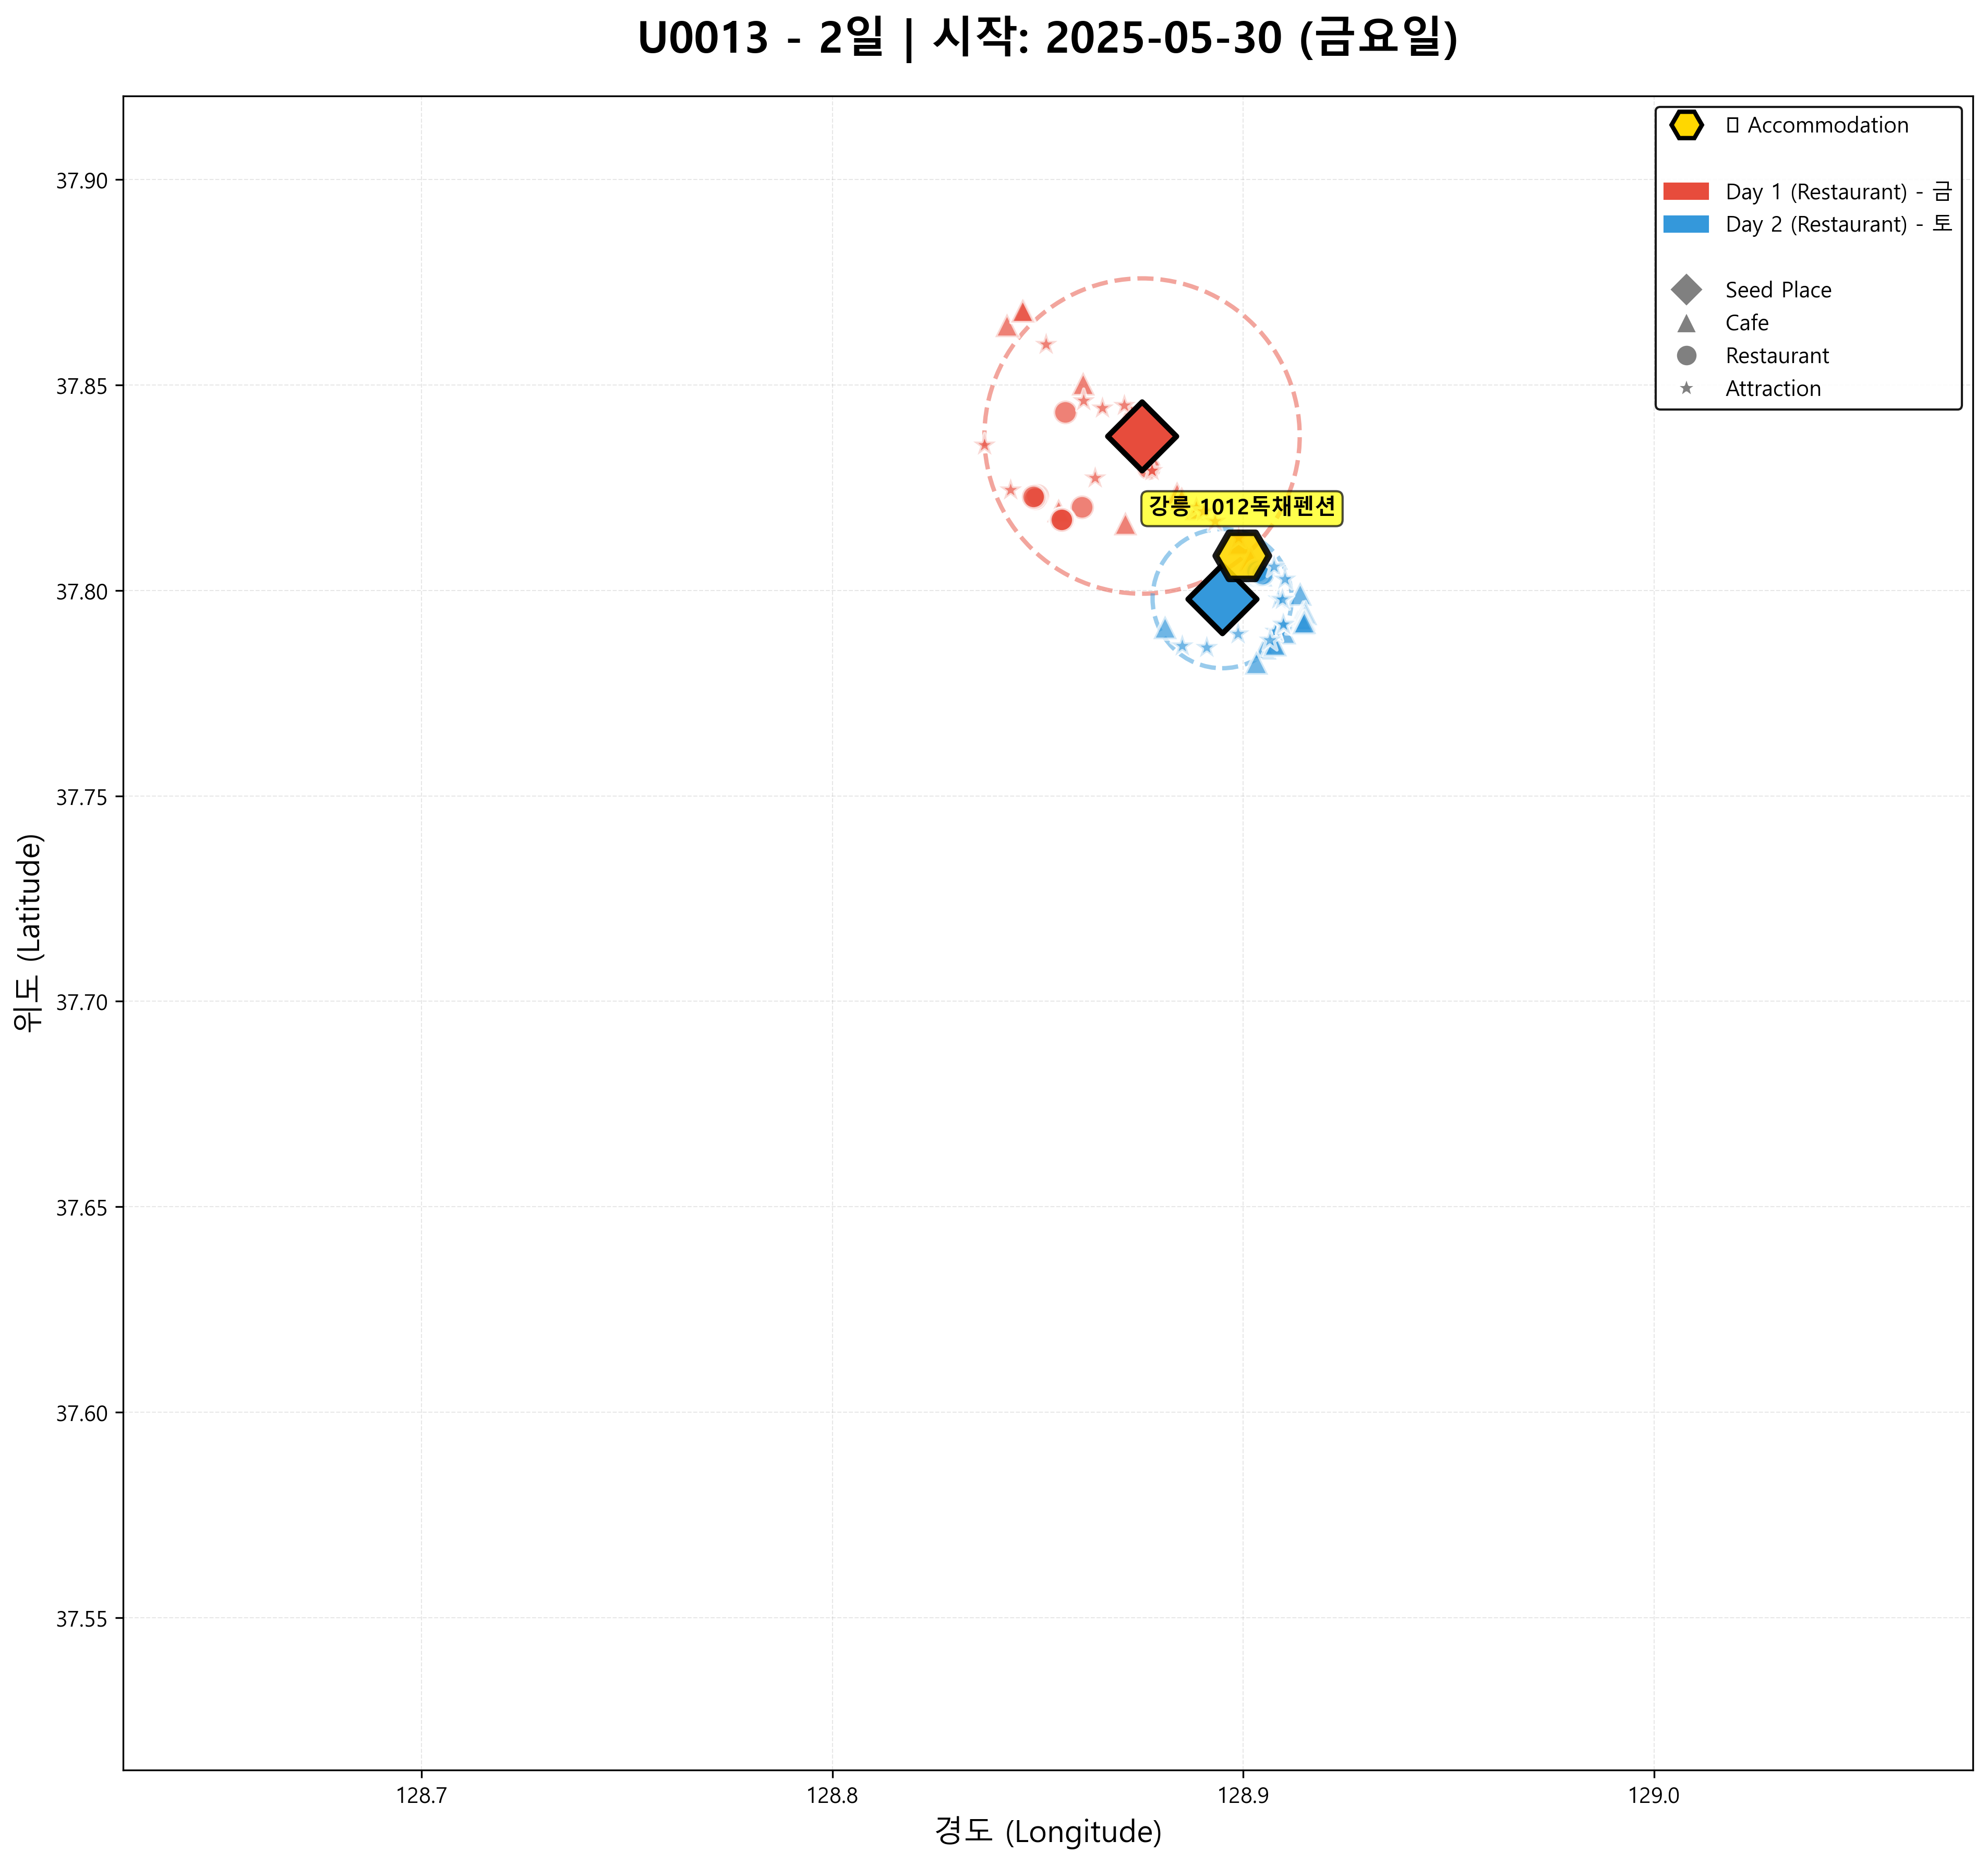 U0013 - 2일 | 시작: 2025-05-30 (금요일)
Accommodation
Day 1 (Restaurant) - 금
Day 2 (Restaurant) - 토
Seed Place
Cafe
Restaurant
Attraction
강릉 1012독채펜션
37.90
37.85
37.80
37.75
37.70
37.65
37.60
37.55
위도 (Latitude)
128.7 128.8 128.9 129.0
경도 (Longitude)